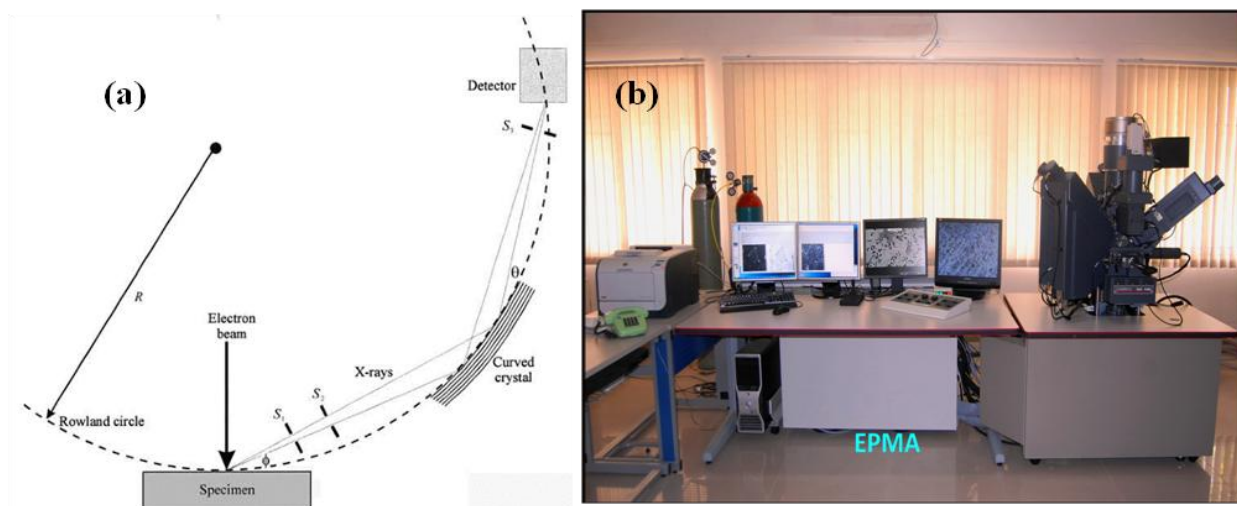 (a)
Detector
S₃
R
θ
Electron
beam
Curved
crystal
X-rays
S₁
S₂
Rowland circle
ϕ
Specimen
(b)
EPMA